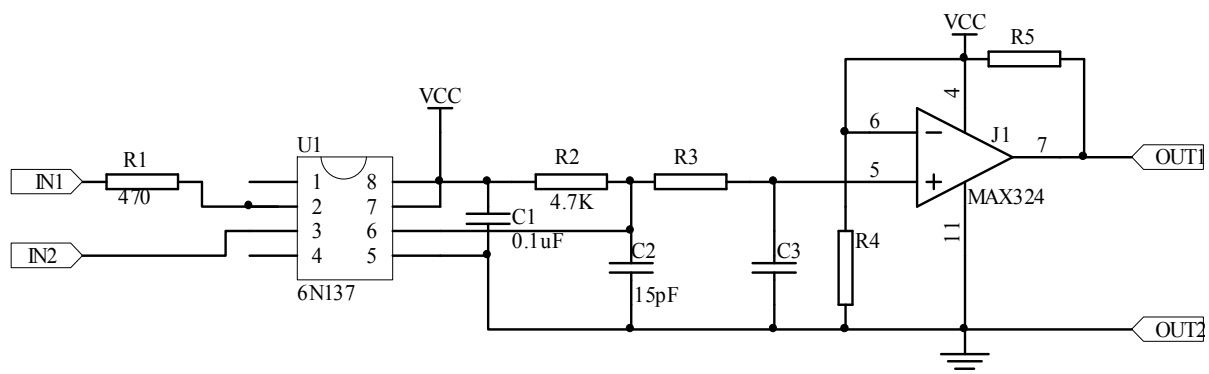 VCC
R5
4
VCC
6
J1
U1
7
OUT1
R1
R2
R3
IN1
1
8
5
470
2
7
4.7K
MAX324
C1
3
6
0.1uF
11
IN2
4
5
C2
C3
R4
6N137
15pF
OUT2